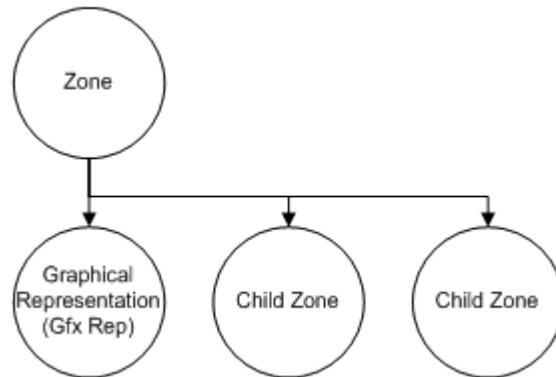 Zone
Graphical
Representation
(Gfx Rep)
Child Zone
Child Zone